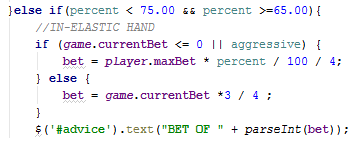 }else if(percent < 75.00 && percent >=65.00){
//IN-ELASTIC HAND
if (game.currentBet <= 0 || aggressive) {
bet = player.maxBet * percent / 100 / 4;
} else {
bet = game.currentBet *3 / 4 ;
}
$('#advice').text("BET OF " + parseInt(bet));